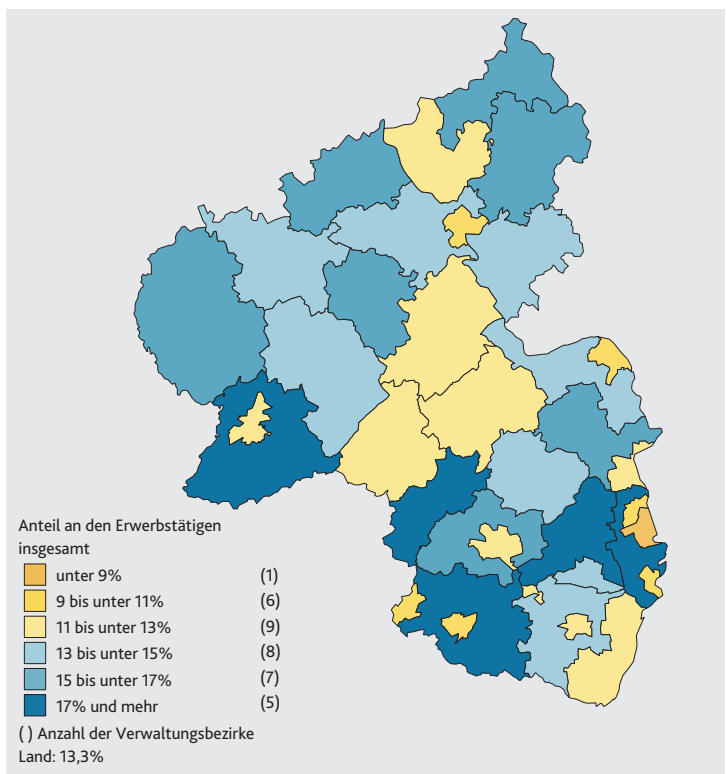 Anteil an den Erwerbstätigen
insgesamt
unter 9% (1)
9 bis unter 11% (6)
11 bis unter 13% (9)
13 bis unter 15% (8)
15 bis unter 17% (7)
17% und mehr (5)
( ) Anzahl der Verwaltungsbezirke
Land: 13,3%